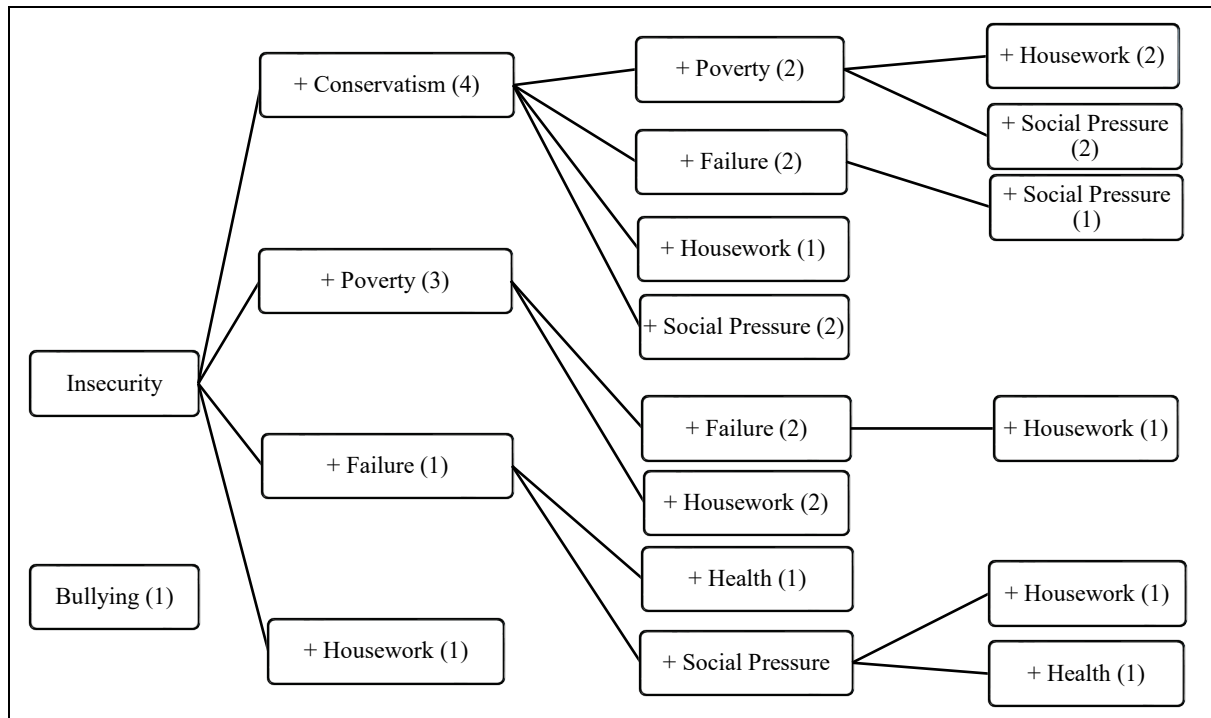 Insecurity
Bullying (1)
+ Conservatism (4)
+ Poverty (3)
+ Failure (1)
+ Housework (1)
+ Poverty (2)
+ Failure (2)
+ Housework (1)
+ Social Pressure (2)
+ Failure (2)
+ Housework (2)
+ Health (1)
+ Social Pressure
+ Housework (2)
+ Social Pressure
(2)
+ Social Pressure
(1)
+ Housework (1)
+ Housework (1)
+ Health (1)